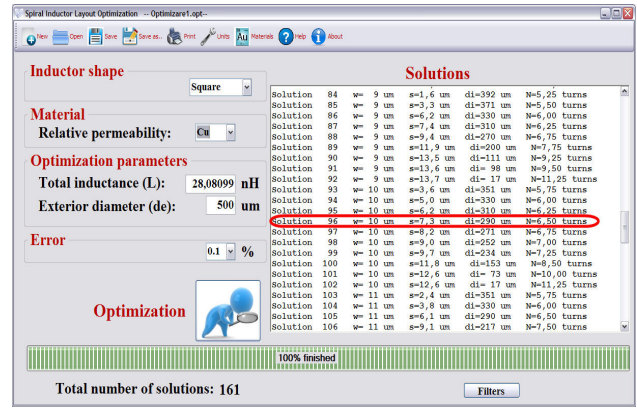 Spiral Inductor Layout Optimization -- Optimizare1.opt--
New Open Save Save as.. Print Units Au Materials Help About
Inductor shape
Square
Material
Relative permeability: Cu
Optimization parameters
Total inductance (L): 28,08099 nH
Exterior diameter (de): 500 um
Error
0.1 %
Optimization
Solutions
Solution 84 w= 9 um s=1,6 um di=392 um N=5,25 turns
Solution 85 w= 9 um s=3,3 um di=371 um N=5,50 turns
Solution 86 w= 9 um s=6,2 um di=330 um N=6,00 turns
Solution 87 w= 9 um s=7,4 um di=310 um N=6,25 turns
Solution 88 w= 9 um s=9,4 um di=270 um N=6,75 turns
Solution 89 w= 9 um s=11,9 um di=200 um N=7,75 turns
Solution 90 w= 9 um s=13,5 um di=111 um N=9,25 turns
Solution 91 w= 9 um s=13,6 um di= 98 um N=9,50 turns
Solution 92 w= 9 um s=13,7 um di= 17 um N=11,25 turns
Solution 93 w= 10 um s=3,6 um di=351 um N=5,75 turns
Solution 94 w= 10 um s=5,0 um di=330 um N=6,00 turns
Solution 95 w= 10 um s=6,2 um di=310 um N=6,25 turns
Solution 96 w= 10 um s=7,3 um di=290 um N=6,50 turns
Solution 97 w= 10 um s=8,2 um di=271 um N=6,75 turns
Solution 98 w= 10 um s=9,0 um di=252 um N=7,00 turns
Solution 99 w= 10 um s=9,7 um di=234 um N=7,25 turns
Solution 100 w= 10 um s=11,8 um di=153 um N=8,50 turns
Solution 101 w= 10 um s=12,6 um di= 73 um N=10,00 turns
Solution 102 w= 10 um s=12,6 um di= 17 um N=11,25 turns
Solution 103 w= 11 um s=2,4 um di=351 um N=5,75 turns
Solution 104 w= 11 um s=3,8 um di=330 um N=6,00 turns
Solution 105 w= 11 um s=6,1 um di=290 um N=6,50 turns
Solution 106 w= 11 um s=9,1 um di=217 um N=7,50 turns
100% finished
Total number of solutions: 161
Filters